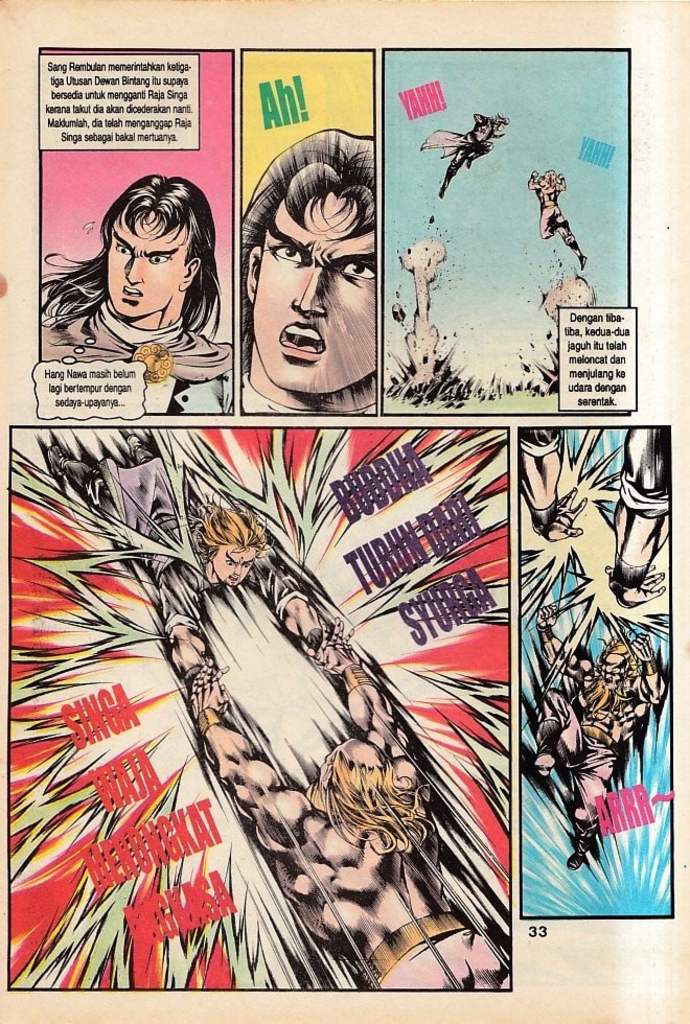 Sang Rembulan memerintahkan ketiga-
tiga Utusan Dewan Bintang itu supaya
bersedia untuk mengganti Raja Singa
kerana takut dia akan dicederakan nanti.
Maklumlah, dia telah menganggap Raja
Singa sebagai bakal mertuanya.
Hang Nawa masih belum
lagi bertempur dengan
sedaya-upayanya...
Ah!
YAHH!
YAHH!
Dengan tiba-
tiba, kedua-dua
jaguh itu telah
meloncat dan
menjulang ke
udara dengan
serentak.
BUDDHA
TURUN DARI
SYURGA
SINGA
WAJA
MENONGKAT
ANGKASA
ARRR~
33